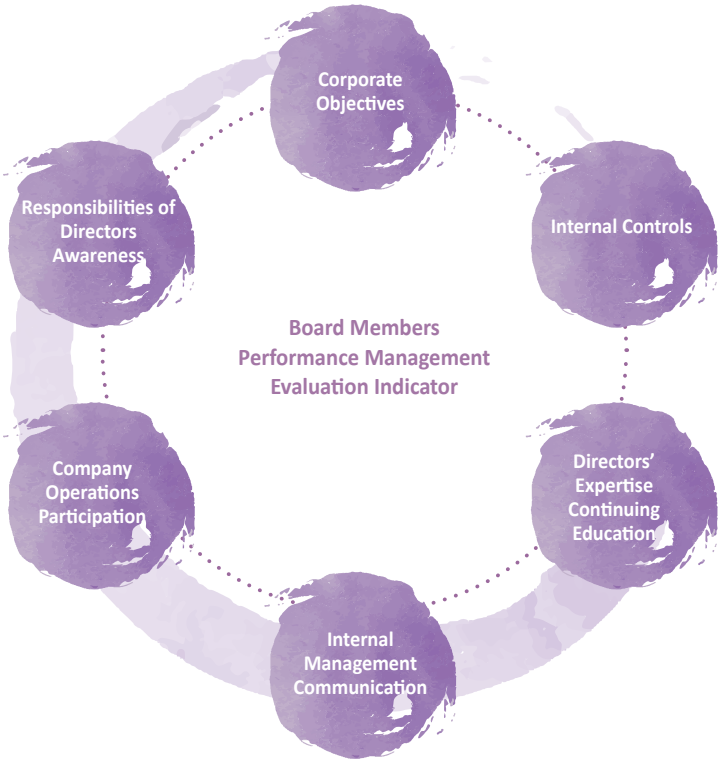 Corporate
Objectives
Internal Controls
Directors’
Expertise
Continuing
Education
Internal
Management
Communication
Company
Operations
Participation
Responsibilities of
Directors
Awareness
Board Members
Performance Management
Evaluation Indicator